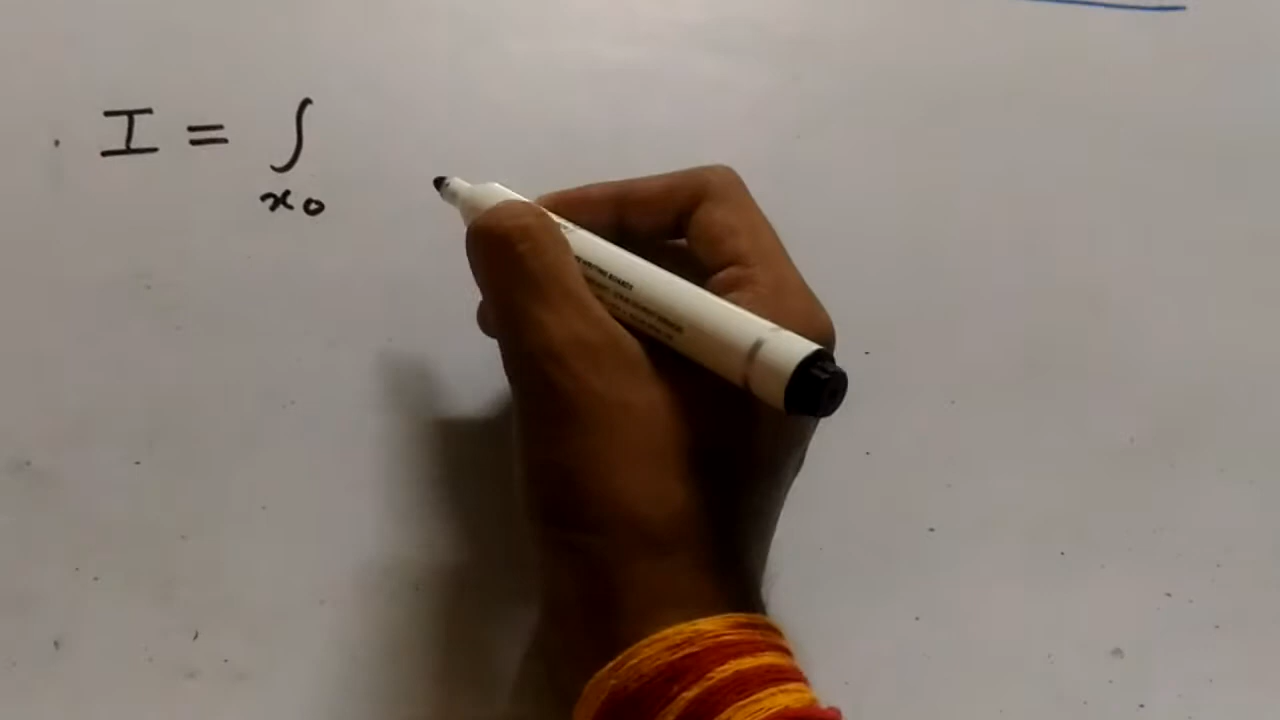 I = ∫
x₀